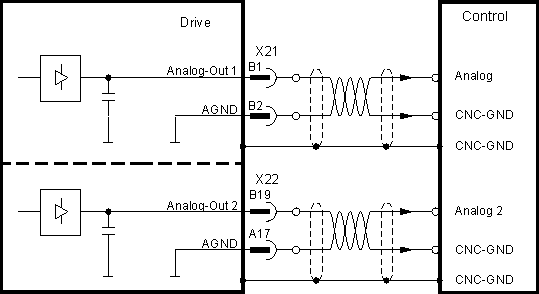 Drive
Control
X21
Analog-Out 1
B1
Analog
AGND
B2
CNC-GND
CNC-GND
X22
Analog-Out 2
B19
Analog 2
AGND
A17
CNC-GND
CNC-GND